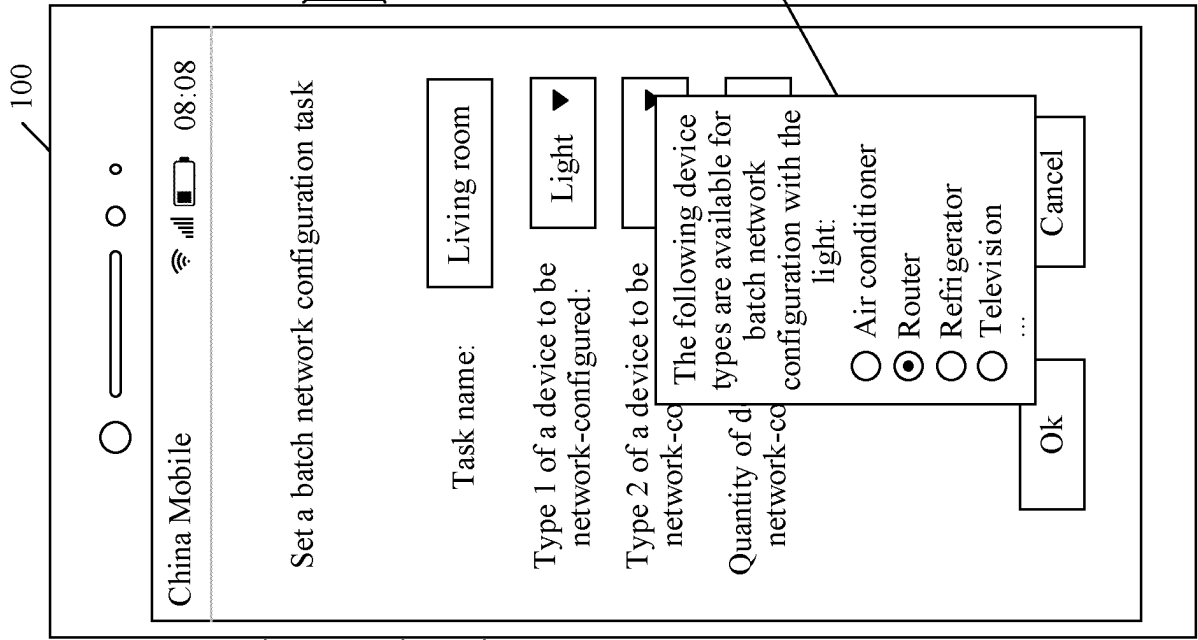 100
China Mobile 08:08
Set a batch network configuration task
Task name: Living room
Type 1 of a device to be
network-configured:
Light
Type 2 of a device to be
network-co
Quantity of d
network-co
The following device
types are available for
batch network
configuration with the
light:
Air conditioner
Router
Refrigerator
Television
...
Ok Cancel